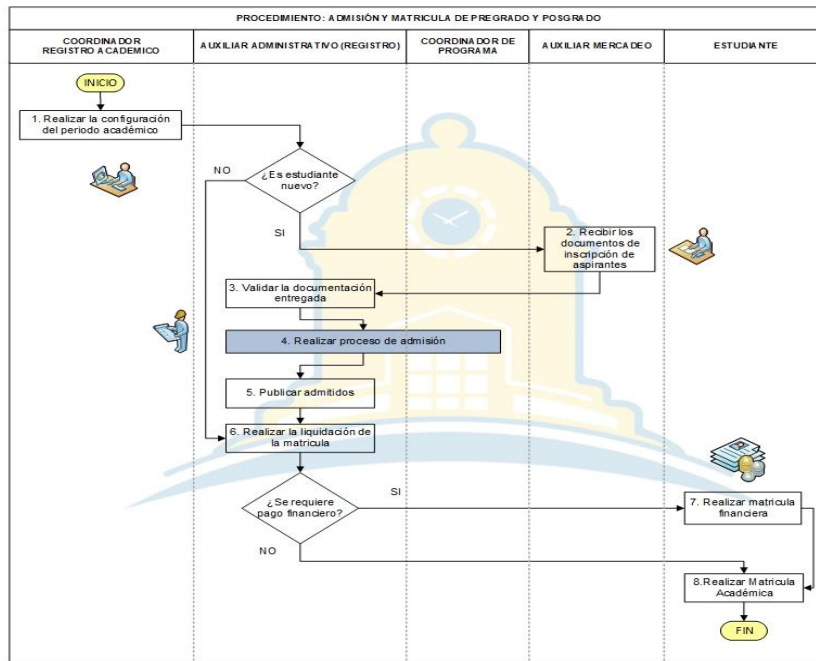 PROCEDIMIENTO: ADMISIÓN Y MATRICULA DE PREGRADO Y POSGRADO
COORDINADOR
REGISTRO ACADEMICO
AUXILIAR ADMINISTRATIVO (REGISTRO)
COORDINADOR DE
PROGRAMA
AUXILIAR MERCADEO
ESTUDIANTE
INICIO
1. Realizar la configuración
del periodo académico
¿Es estudiante
nuevo?
NO
SI
2. Recibir los
documentos de
inscripción de
aspirantes
3. Validar la documentación
entregada
4. Realizar proceso de admisión
5. Publicar admitidos
6. Realizar la liquidación de
la matricula
¿Se requiere
pago financiero?
SI
NO
7. Realizar matricula
financiera
8.Realizar Matricula
Académica
FIN